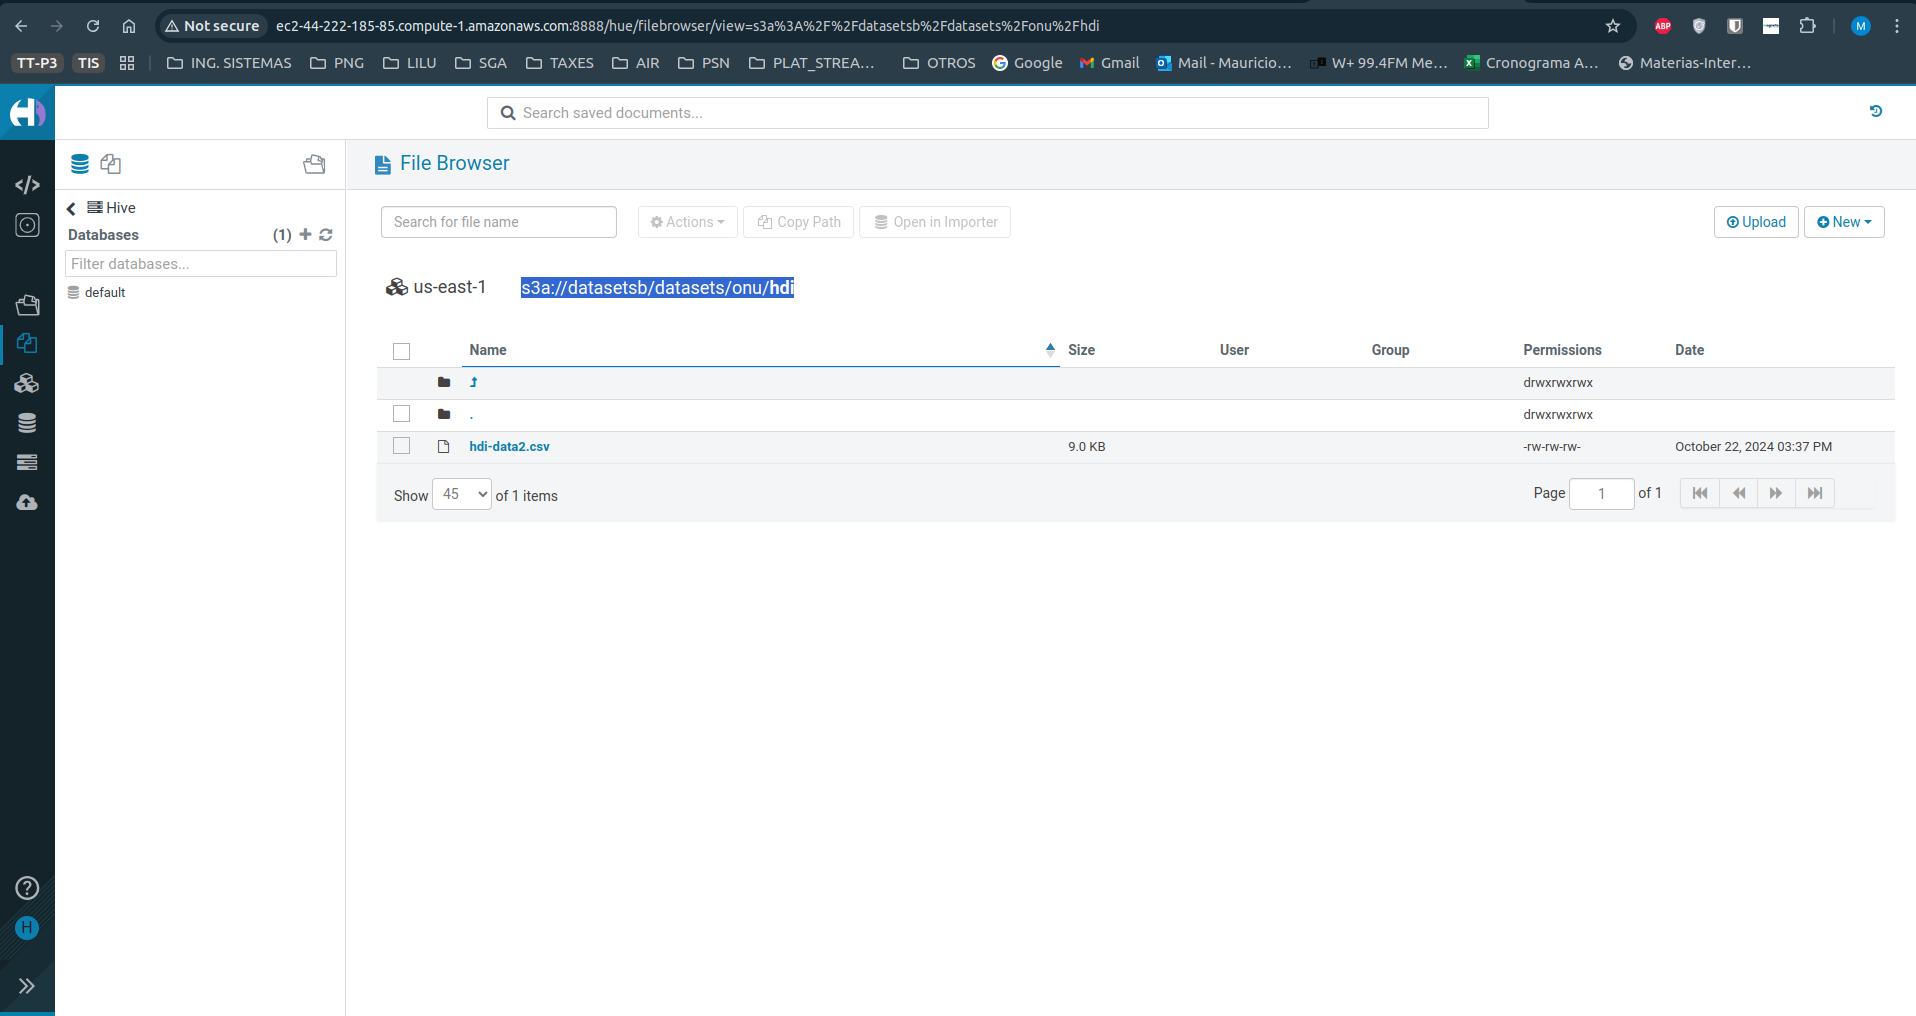 Not secure ec2-44-222-185-85.compute-1.amazonaws.com:8888/hue/filebrowser/view=s3a%3A%2F%2Fdatasetsb%2Fdatasets%2Fonu%2Fhdi ABP M
TT-P3 TIS ING. SISTEMAS PNG LILU SGA TAXES AIR PSN PLAT_STREA... OTROS Google Gmail Mail - Mauricio... W+ 99.4FM Me... Cronograma A... Materias-Inter...
Search saved documents...
File Browser
Hive
Databases (1)
Filter databases...
default
Search for file name Actions Copy Path Open in Importer Upload New
us-east-1 s3a://datasetsb/datasets/onu/hdi
Name Size User Group Permissions Date
drwxrwxrwx
. drwxrwxrwx
hdi-data2.csv 9.0 KB -rw-rw-rw- October 22, 2024 03:37 PM
Show 45 of 1 items Page 1 of 1
H